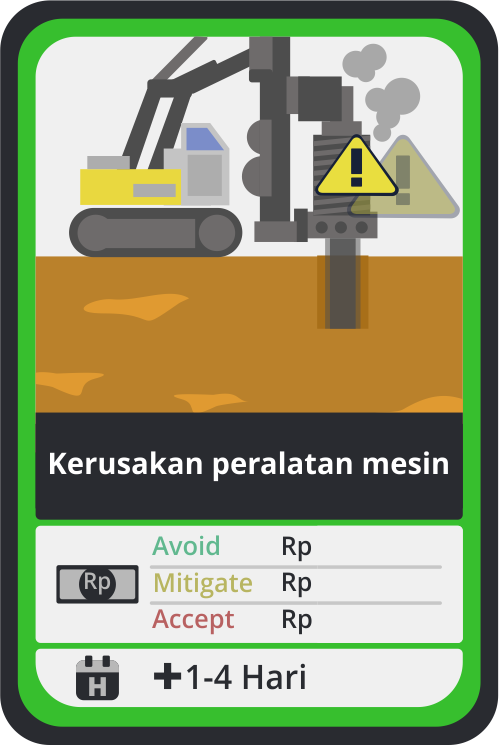 Kerusakan peralatan mesin
Avoid Rp
Rp Mitigate Rp
Accept Rp
H +1-4 Hari